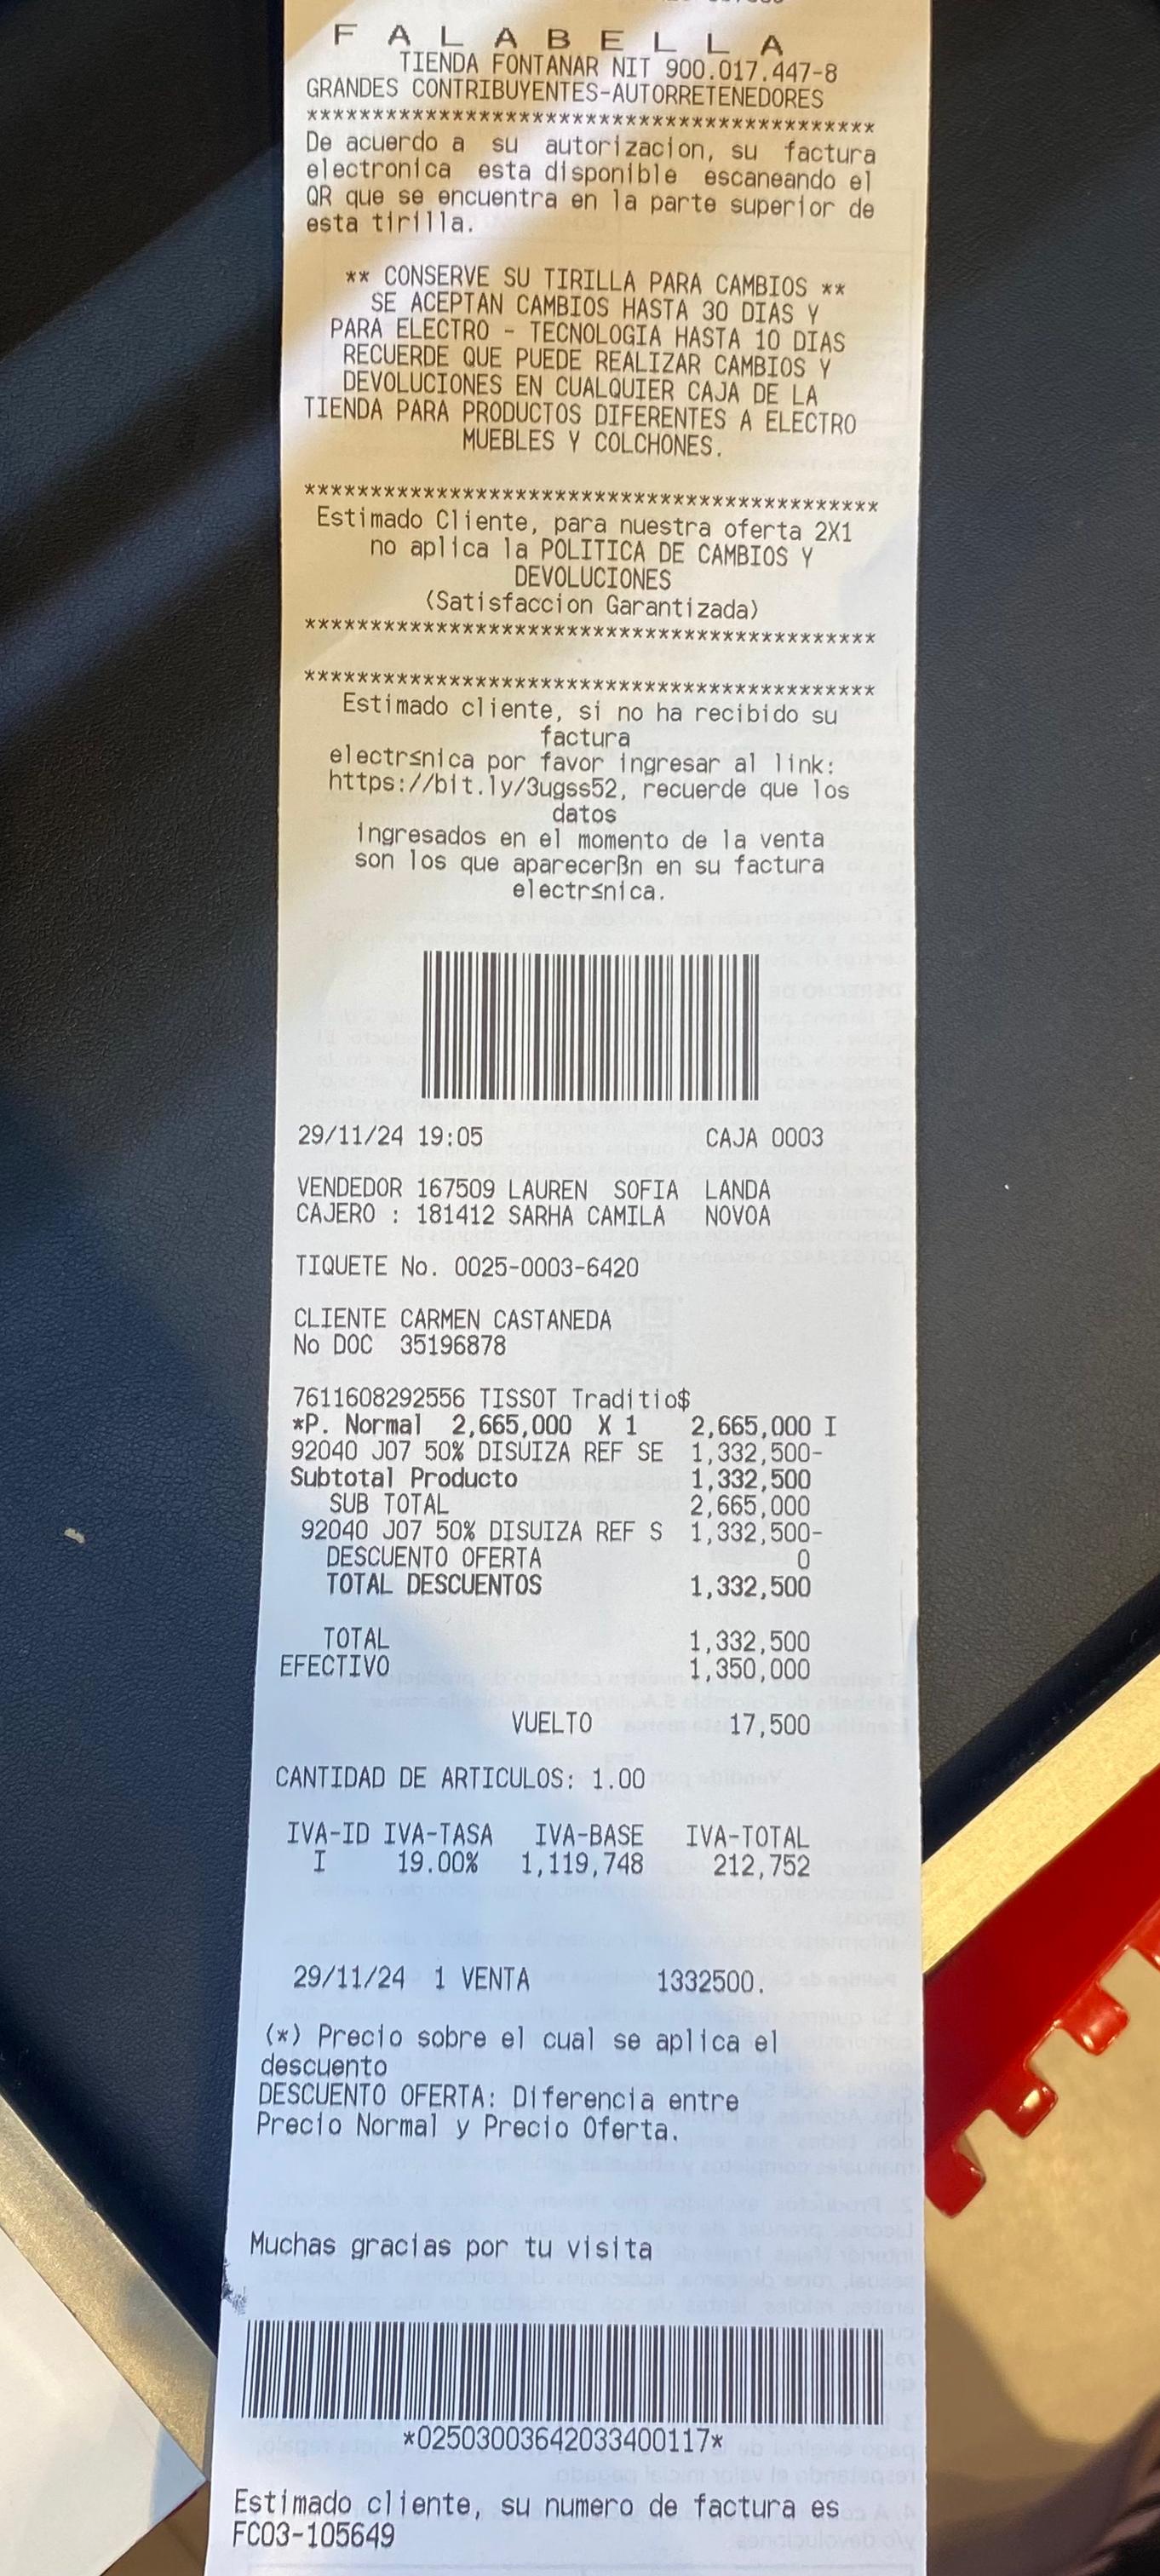 F A L A B E L L A
TIENDA FONTANAR NIT 900.017.447-8
GRANDES CONTRIBUYENTES-AUTORRETENEDORES
*******************************************
De acuerdo a su autorizacion, su factura
electronica esta disponible escaneando el
QR que se encuentra en la parte superior de
esta tirilla.
** CONSERVE SU TIRILLA PARA CAMBIOS **
SE ACEPTAN CAMBIOS HASTA 30 DIAS Y
PARA ELECTRO - TECNOLOGIA HASTA 10 DIAS
RECUERDE QUE PUEDE REALIZAR CAMBIOS Y
DEVOLUCIONES EN CUALQUIER CAJA DE LA
TIENDA PARA PRODUCTOS DIFERENTES A ELECTRO
MUEBLES Y COLCHONES.
*******************************************
Estimado Cliente, para nuestra oferta 2X1
no aplica la POLITICA DE CAMBIOS Y
DEVOLUCIONES
(Satisfaccion Garantizada)
*******************************************
*******************************************
Estimado cliente, si no ha recibido su
factura
electr≤nica por favor ingresar al link:
https://bit.ly/3ugss52, recuerde que los
datos
ingresados en el momento de la venta
son los que aparecerßn en su factura
electr≤nica.
29/11/24 19:05 CAJA 0003
VENDEDOR 167509 LAUREN SOFIA LANDA
CAJERO : 181412 SARHA CAMILA NOVOA
TIQUETE No. 0025-0003-6420
CLIENTE CARMEN CASTANEDA
No DOC 35196878
7611608292556 TISSOT Traditio$
*P. Normal 2,665,000 X 1 2,665,000 I
92040 J07 50% DISUIZA REF SE 1,332,500-
Subtotal Producto 1,332,500
SUB TOTAL 2,665,000
92040 J07 50% DISUIZA REF S 1,332,500-
DESCUENTO OFERTA 0
TOTAL DESCUENTOS 1,332,500
TOTAL 1,332,500
EFECTIVO 1,350,000
VUELTO 17,500
CANTIDAD DE ARTICULOS: 1.00
IVA-ID IVA-TASA IVA-BASE IVA-TOTAL
I 19.00% 1,119,748 212,752
29/11/24 1 VENTA 1332500.
(*) Precio sobre el cual se aplica el
descuento
DESCUENTO OFERTA: Diferencia entre
Precio Normal y Precio Oferta.
Muchas gracias por tu visita
*02503003642033400117*
Estimado cliente, su numero de factura es
FC03-105649